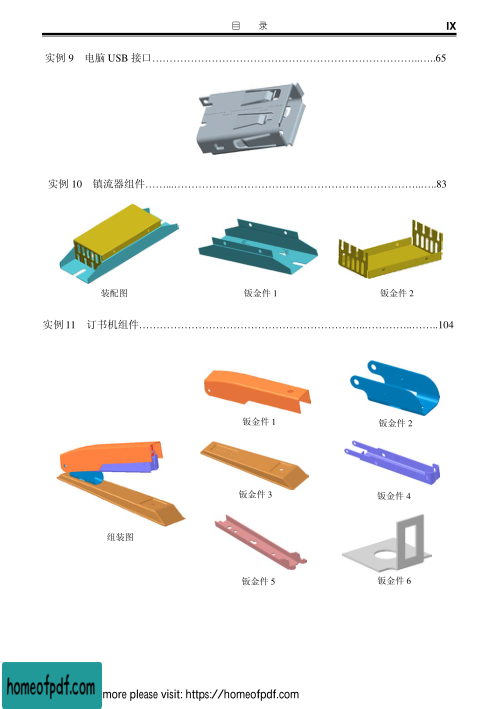 目 录 IX
实例 9 电脑 USB 接口……………………………………………………………………..…..65
实例 10 镇流器组件……....………………………………………………………………..…..83
装配图 钣金件 1 钣金件 2
实例 11 订书机组件…………………………………………………………..…………..……..104
钣金件 1 钣金件 2
钣金件 3 钣金件 4
组装图
钣金件 5 钣金件 6
homeofpdf.com more please visit: https://homeofpdf.com